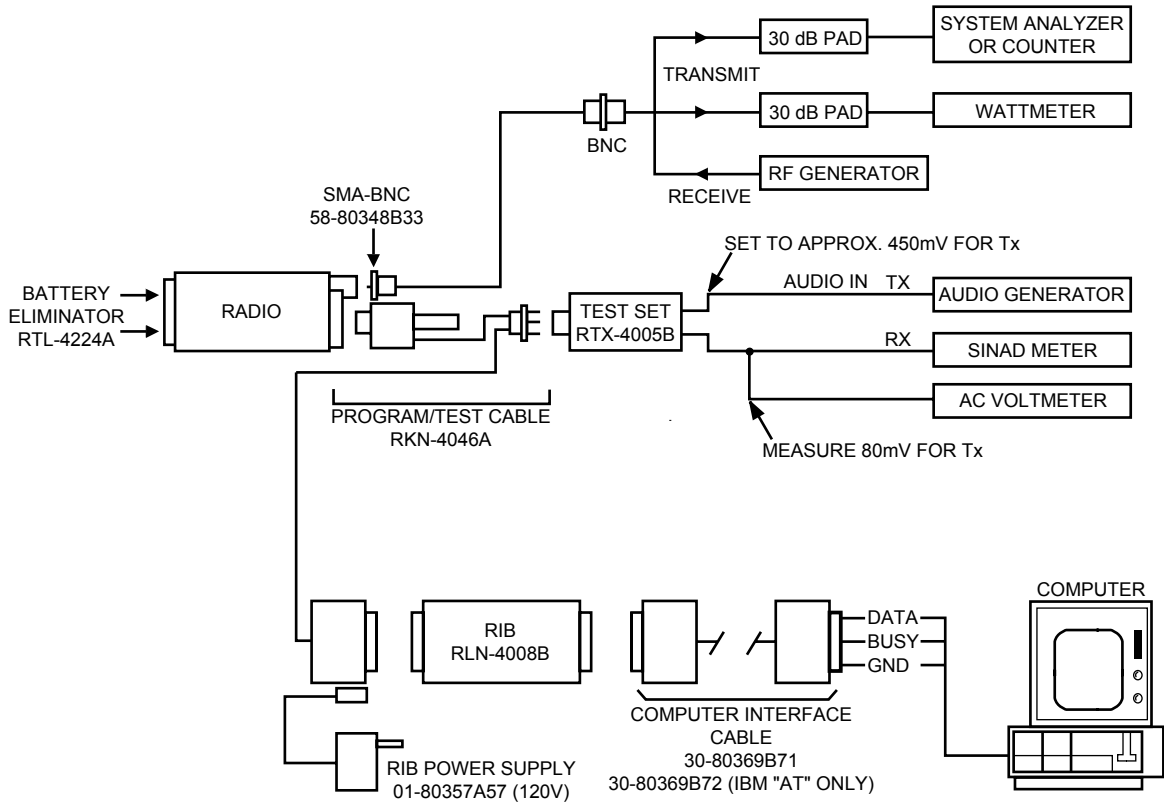 30 dB PAD
SYSTEM ANALYZER
OR COUNTER
TRANSMIT
30 dB PAD
WATTMETER
BNC
RF GENERATOR
RECEIVE
SMA-BNC
58-80348B33
SET TO APPROX. 450mV FOR Tx
BATTERY
ELIMINATOR
RTL-4224A
RADIO
TEST SET
RTX-4005B
AUDIO IN TX
AUDIO GENERATOR
RX
SINAD METER
AC VOLTMETER
PROGRAM/TEST CABLE
RKN-4046A
MEASURE 80mV FOR Tx
COMPUTER
RIB
RLN-4008B
DATA
BUSY
GND
COMPUTER INTERFACE
CABLE
30-80369B71
30-80369B72 (IBM "AT" ONLY)
RIB POWER SUPPLY
01-80357A57 (120V)